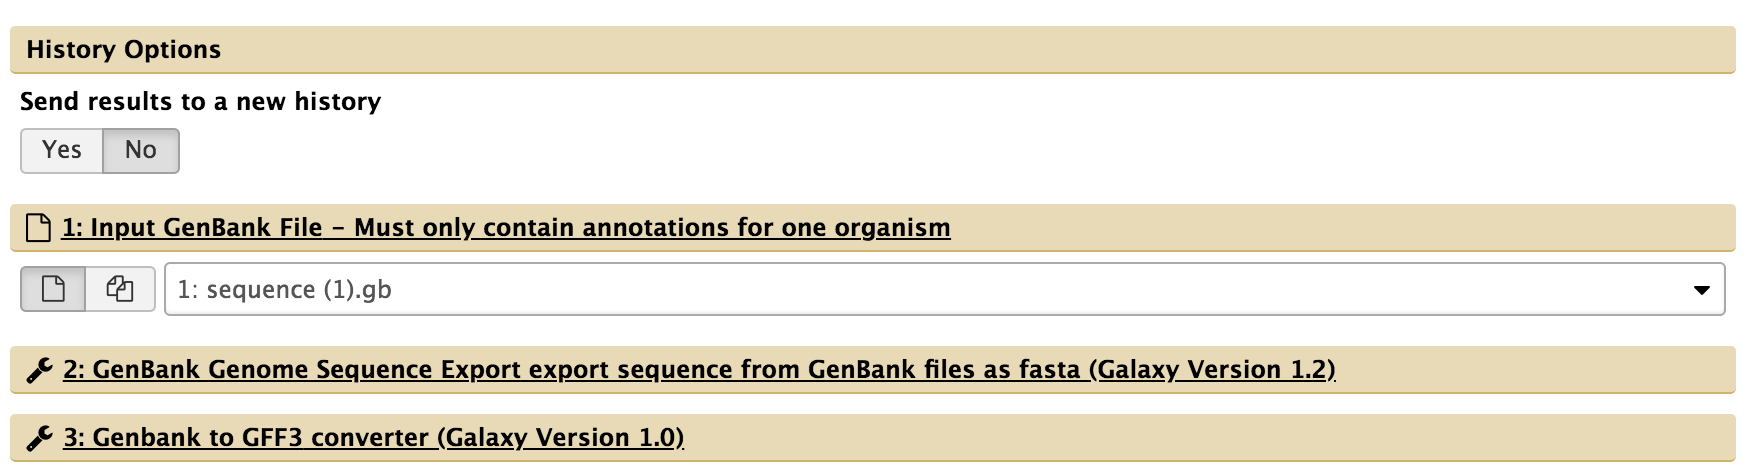 History Options
Send results to a new history
Yes No
1: Input GenBank File – Must only contain annotations for one organism
1: sequence (1).gb
2: GenBank Genome Sequence Export export sequence from GenBank files as fasta (Galaxy Version 1.2)
3: Genbank to GFF3 converter (Galaxy Version 1.0)